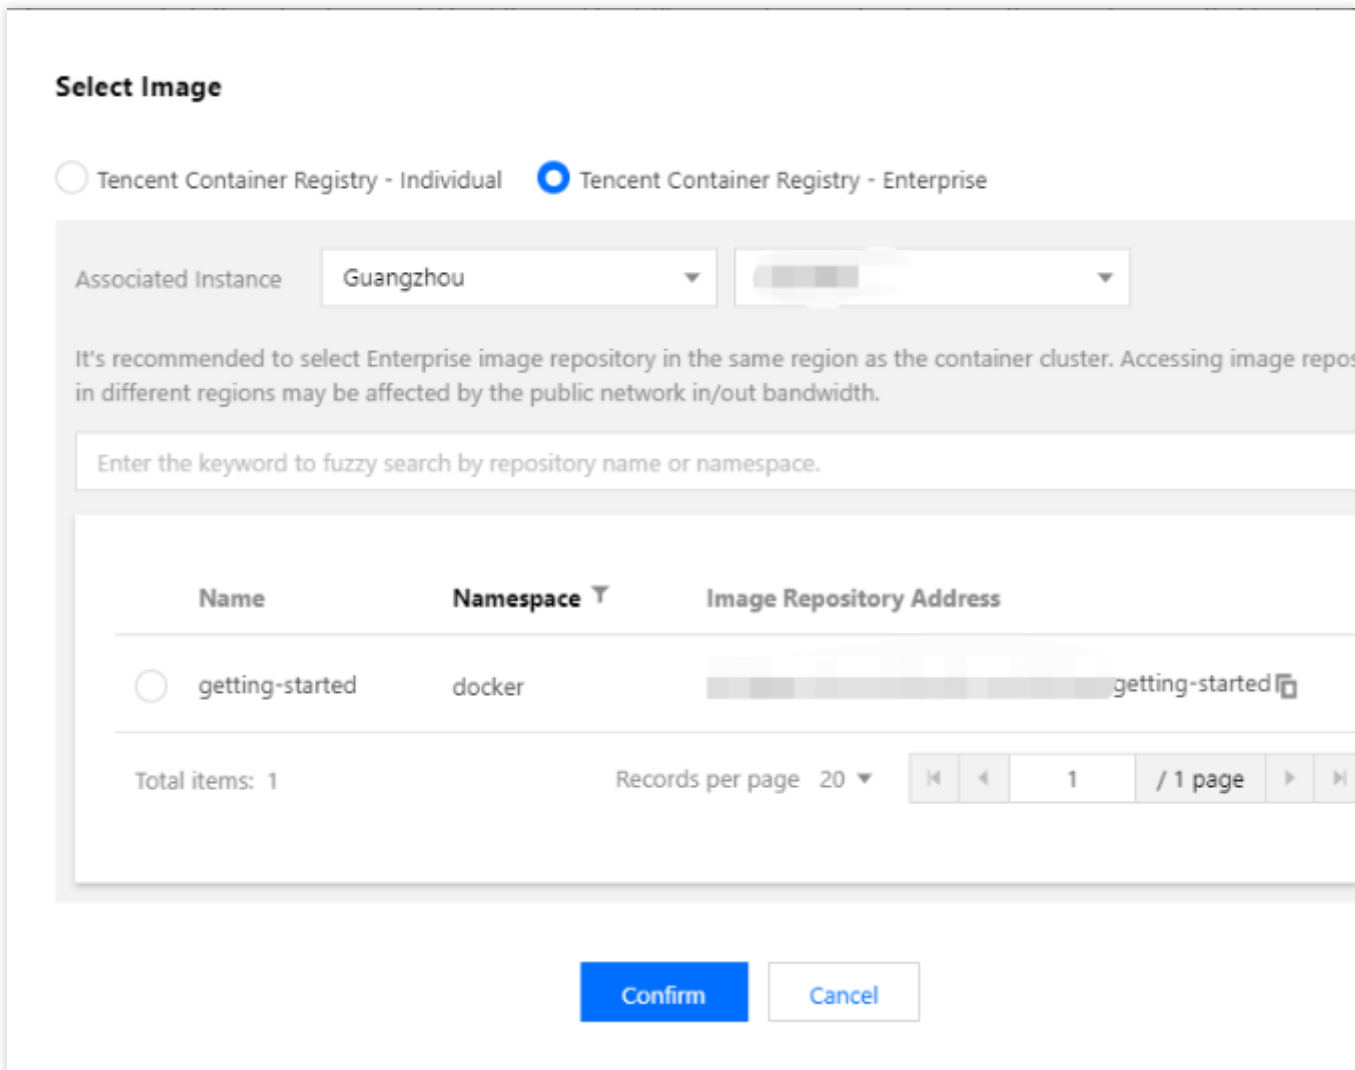 Select Image
Tencent Container Registry - Individual Tencent Container Registry - Enterprise
Associated Instance Guangzhou
It's recommended to select Enterprise image repository in the same region as the container cluster. Accessing image repos
in different regions may be affected by the public network in/out bandwidth.
Enter the keyword to fuzzy search by repository name or namespace.
Name Namespace Image Repository Address
getting-started docker getting-started
Total items: 1 Records per page 20 1 / 1 page
Confirm Cancel